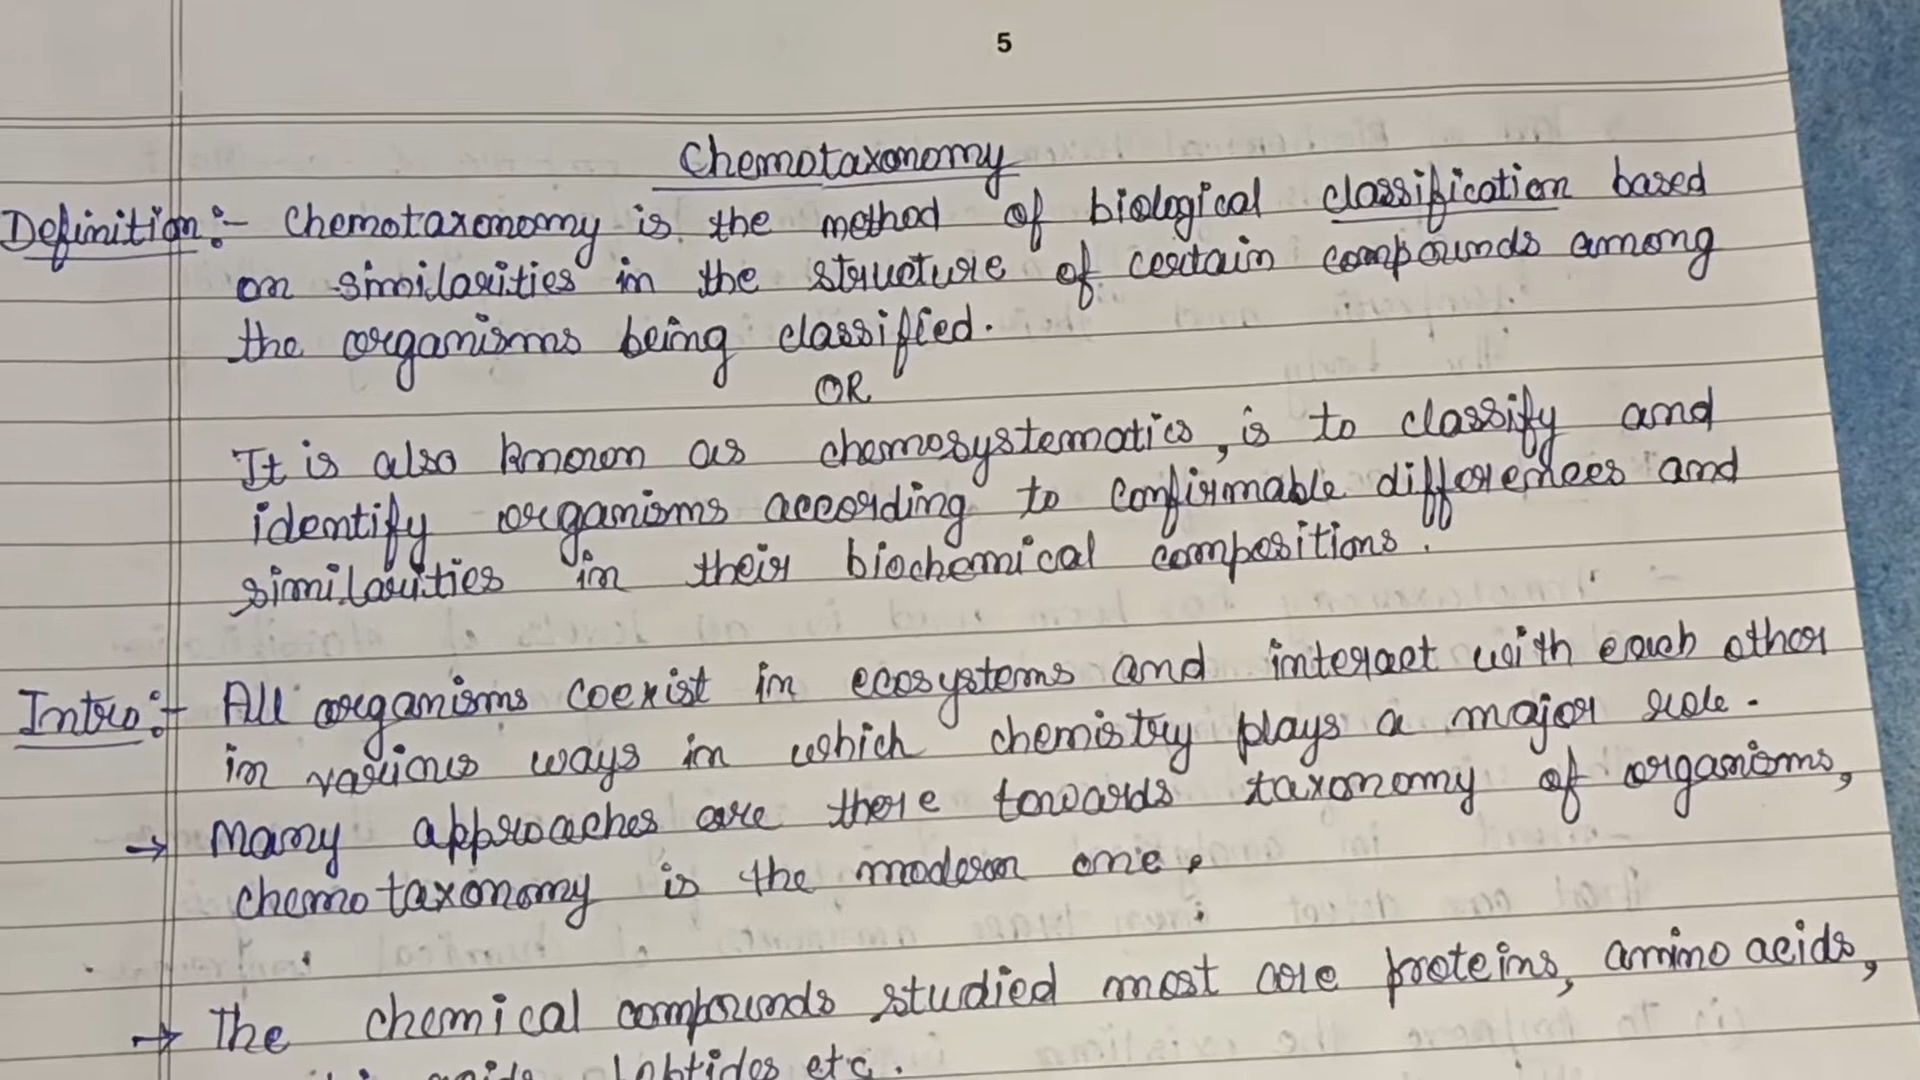 5
Chemotaxonomy
Definition:- Chemotaxonomy is the method of biological classification based
on similarities in the structure of certain compounds among
the organisms being classified.
OR
It is also known as chemosystematics, is to classify and
identify organisms according to confirmable differences and
similarities in their biochemical compositions.
Intro:- All organisms coexist in ecosystems and interact with each other
in various ways in which chemistry plays a major role.
→ Many approaches are there towards taxonomy of organisms,
chemotaxonomy is the modern one.
→ The chemical compounds studied most are proteins, amino acids,
etc.